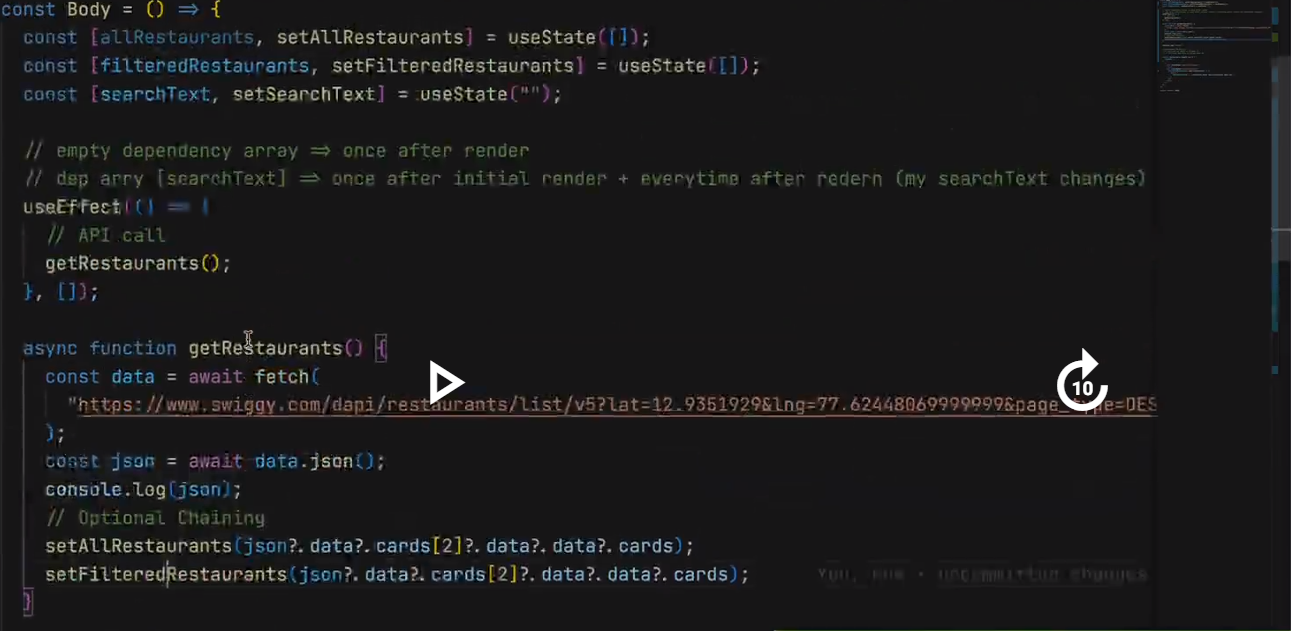 const Body = () => {
const [allRestaurants, setAllRestaurants] = useState([]);
const [filteredRestaurants, setFilteredRestaurants] = useState([]);
const [searchText, setSearchText] = useState("");
// empty dependency array => once after render
// dep arry [searchText] => once after initial render + everytime after redern (my searchText changes)
useEffect(() => {
// API call
getRestaurants();
}, []);
async function getRestaurants() {
const data = await fetch(
"https://www.swiggy.com/dapi/restaurants/list/v5?lat=12.9351929&lng=77.62448069999999&page_type=DES
);
const json = await data.json();
console.log(json);
// Optional Chaining
setAllRestaurants(json?.data?.cards[2]?.data?.data?.cards);
setFilteredRestaurants(json?.data?.cards[2]?.data?.data?.cards); You, now • Uncommitted changes
}
10